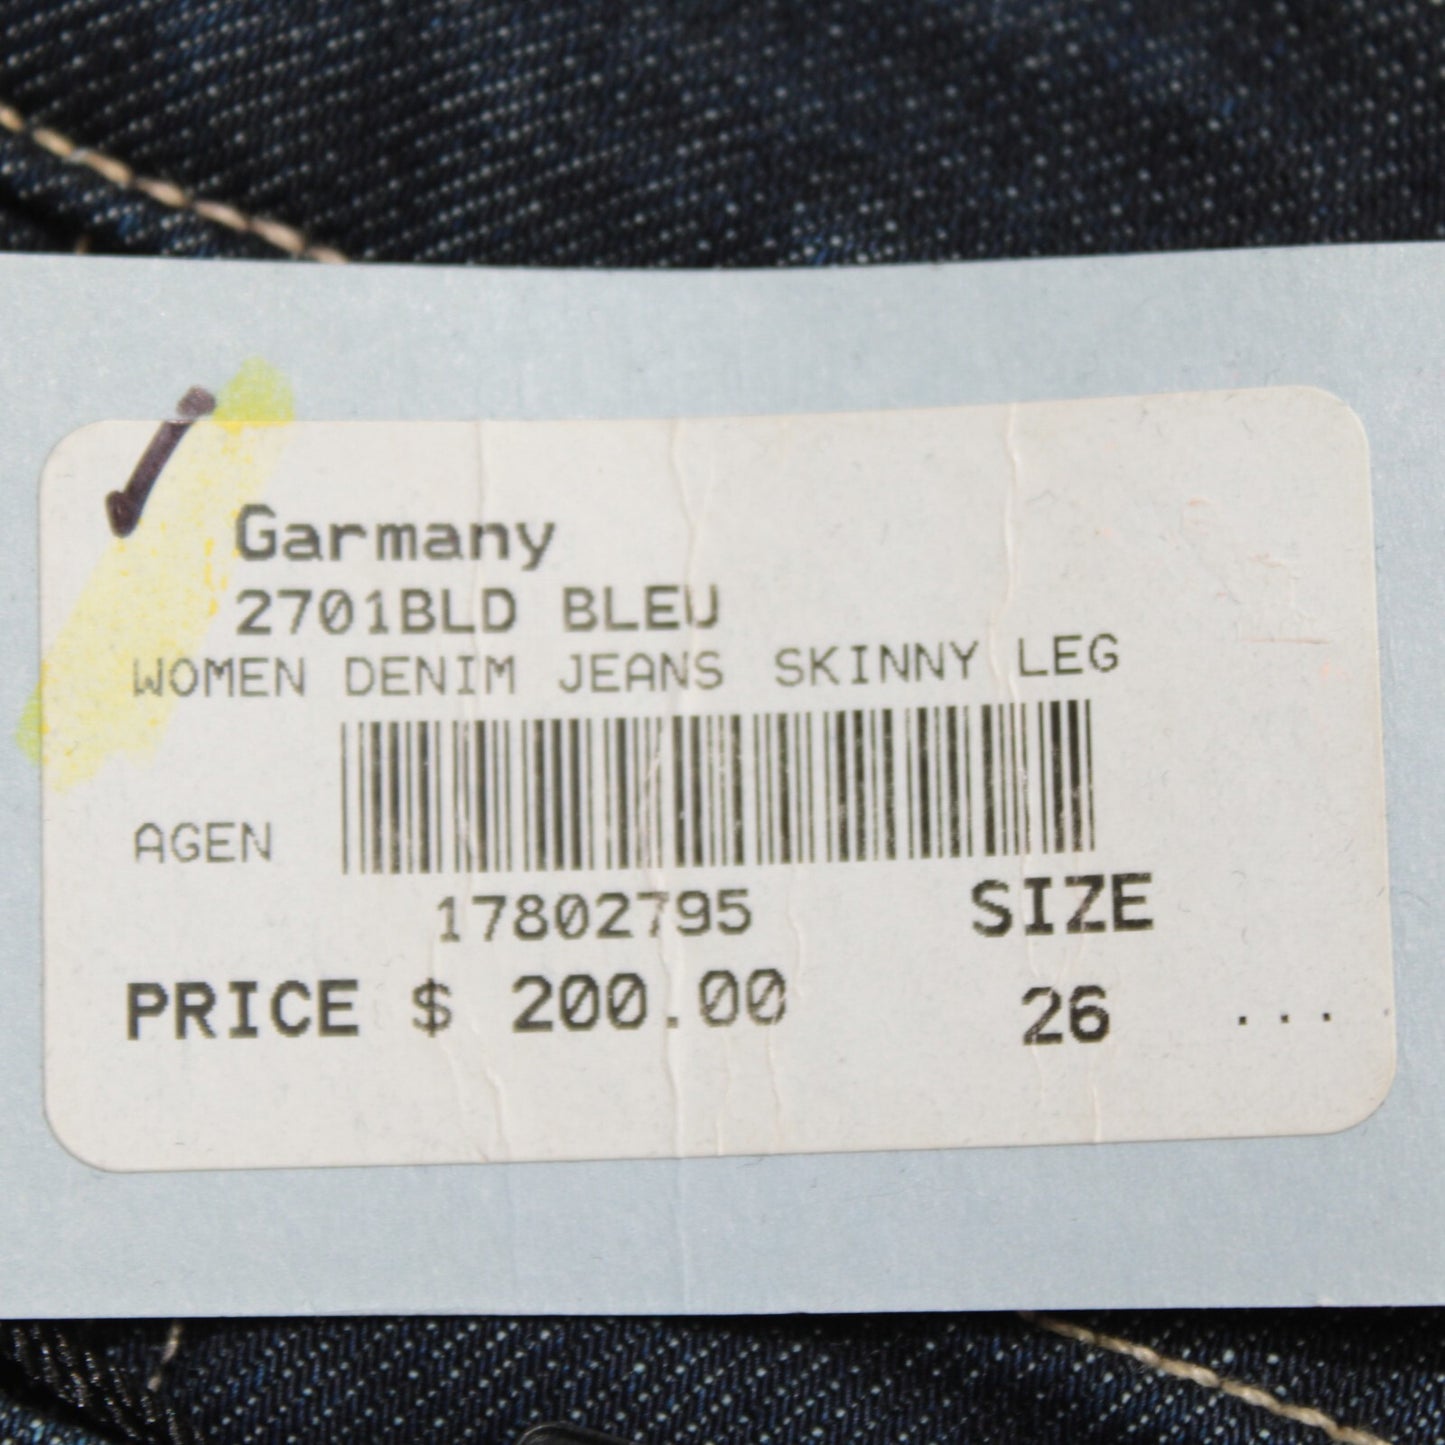 Garmany
2701BLD BLEU
WOMEN DENIM JEANS SKINNY LEG
AGEN
17802795
SIZE
PRICE $ 200.00
26 ....